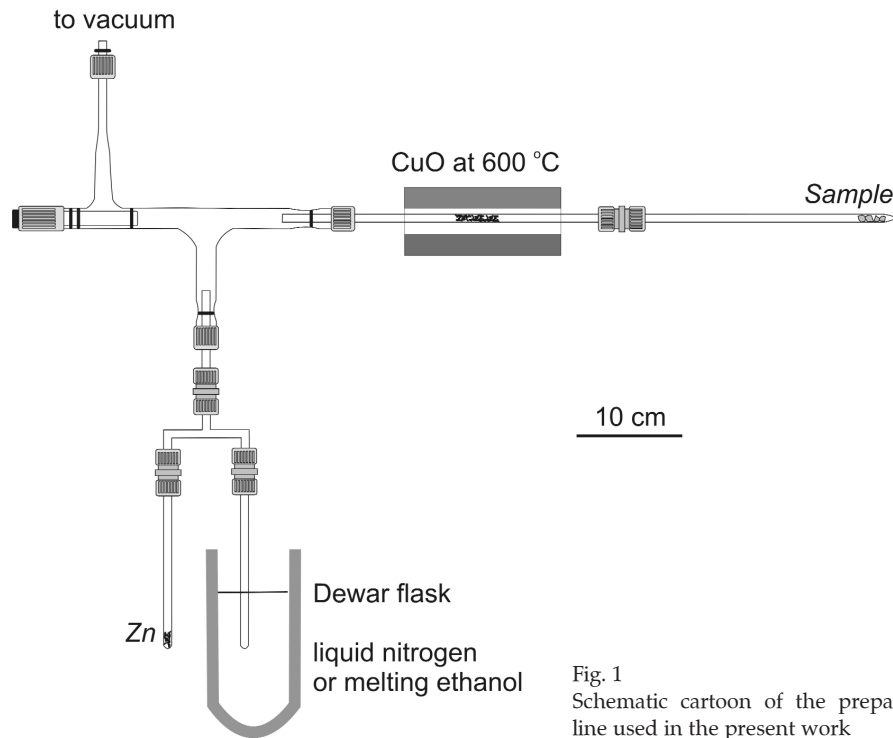 to vacuum
CuO at 600 °C
Sample
10 cm
Zn
Dewar flask
liquid nitrogen
or melting ethanol
Fig. 1
Schematic cartoon of the prepa
line used in the present work